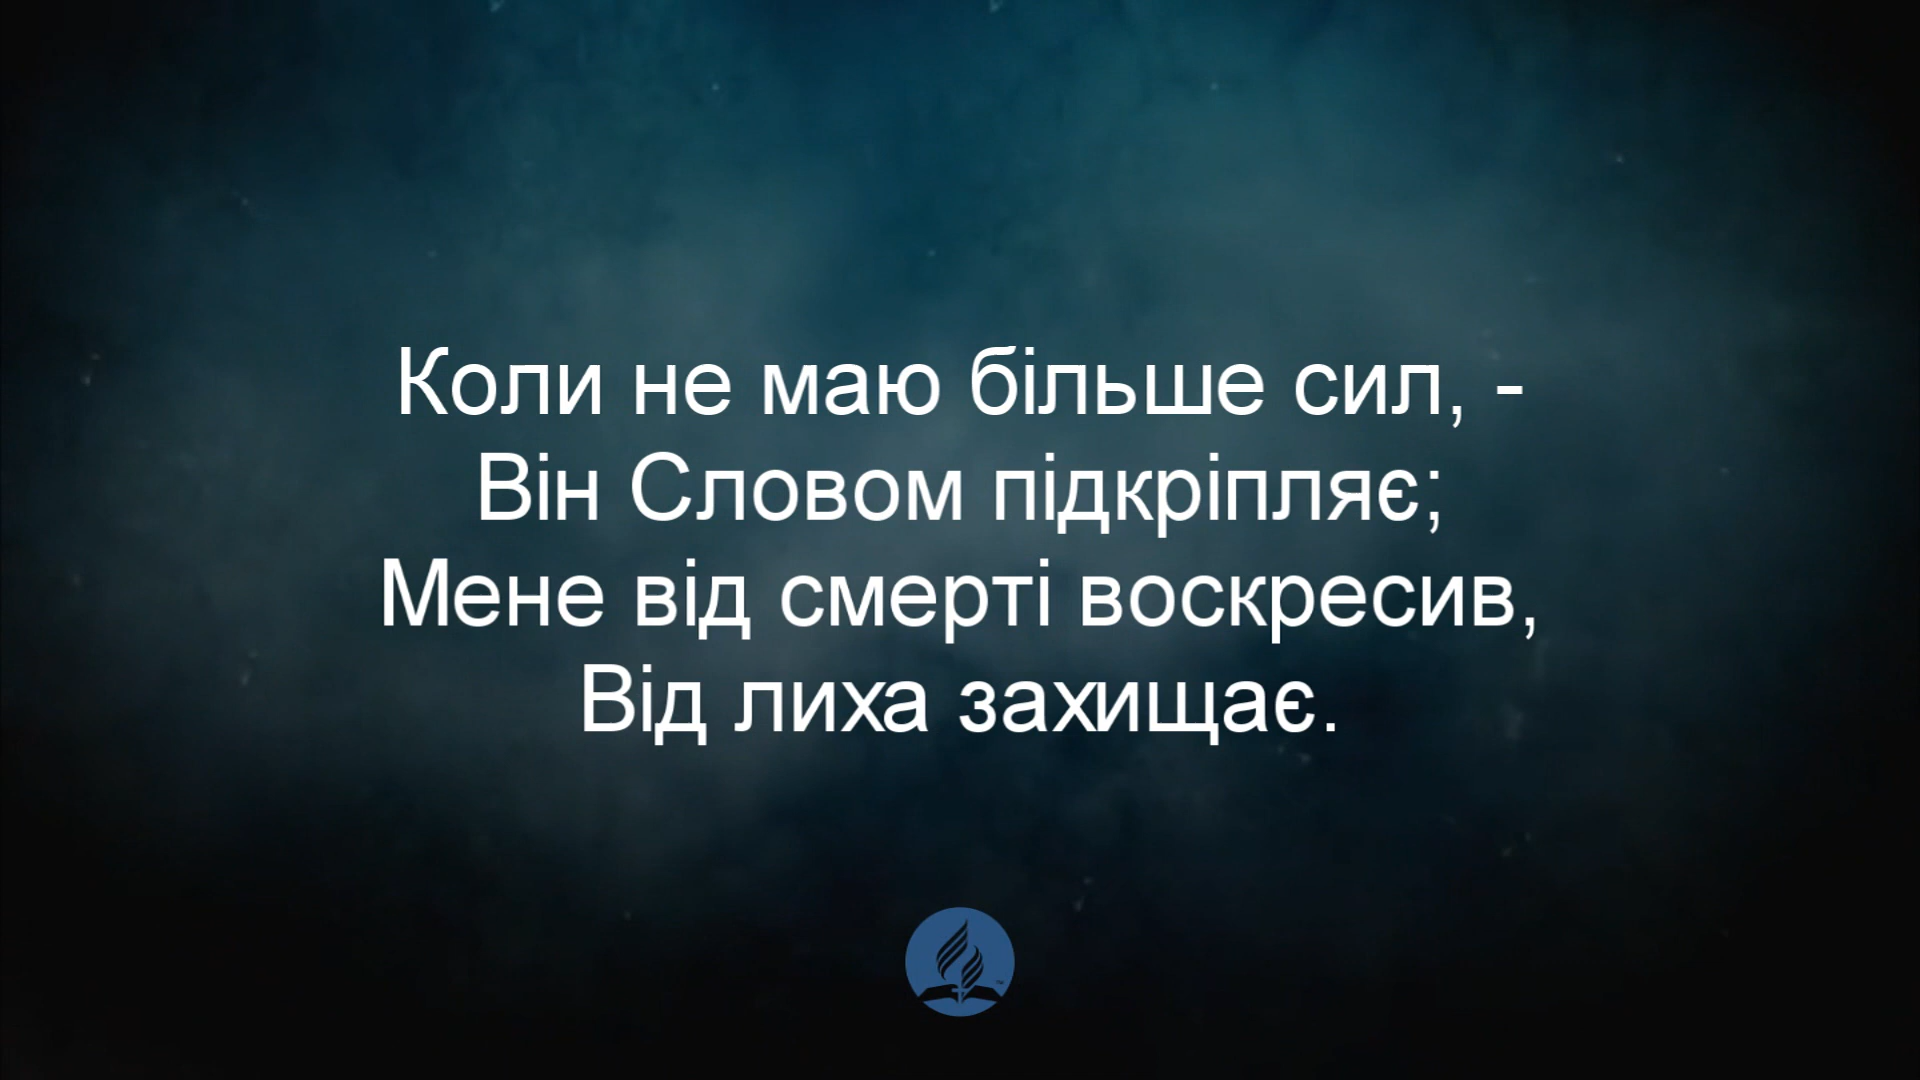 Коли не маю більше сил, -
Він Словом підкріпляє;
Мене від смерті воскресив,
Від лиха захищає.